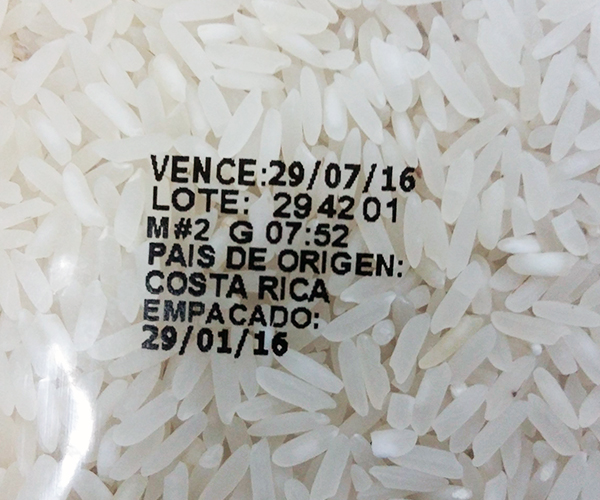 VENCE:29/07/16
LOTE: 294201
M#2 G 07:52
PAIS DE ORIGEN:
COSTA RICA
EMPACADO:
29/01/16